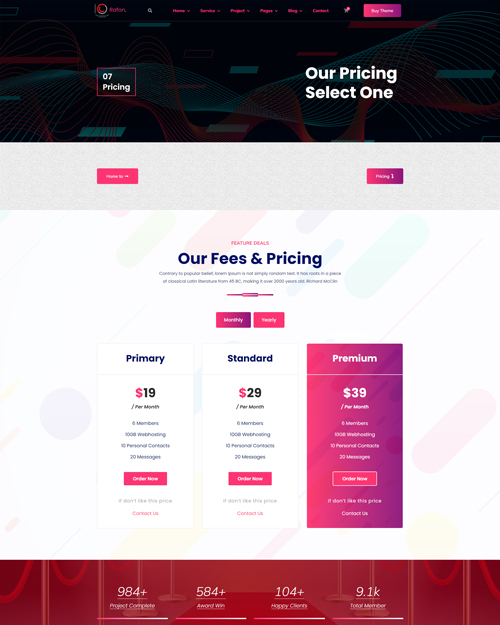 Rafon.
Home
Service
Project
Pages
Blog
Contact
Buy Theme
07
Pricing
Our Pricing
Select One
Home to
Pricing
FEATURE DEALS
Our Fees & Pricing
Contrary to popular belief, lorem Ipsum is not simply random text. It has roots in a piece
of classical Latin literature from 45 BC, making it over 2000 years old. Richard McClin
Monthly
Yearly
Primary
$19
/ Per Month
6 Members
10GB Webhosting
10 Personal Contacts
20 Messages
Order Now
If don't like this price
Contact Us
Standard
$29
/ Per Month
6 Members
10GB Webhosting
10 Personal Contacts
20 Messages
Order Now
If don't like this price
Contact Us
Premium
$39
/ Per Month
6 Members
10GB Webhosting
10 Personal Contacts
20 Messages
Order Now
If don't like this price
Contact Us
984+
Project Complete
584+
Award Win
104+
Happy Clients
9.1k
Total Member